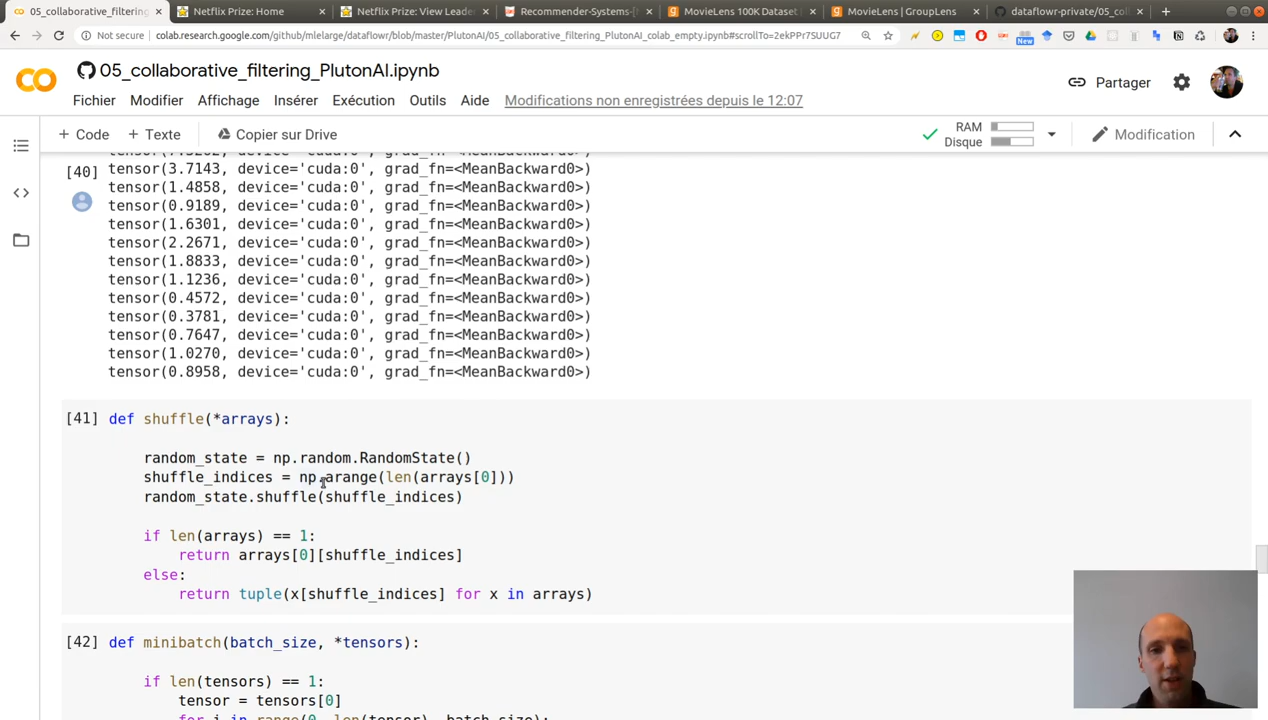 05_collaborative_filtering
Netflix Prize: Home
Netflix Prize: View Leade
Recommender-Systems-[
MovieLens 100K Dataset
MovieLens | GroupLens
dataflowr-private/05_co
Not secure | colab.research.google.com/github/mlelarge/dataflowr/blob/master/PlutonAI/05_collaborative_filtering_PlutonAI_colab_empty.ipynb#scrollTo=2ekPPr7SUUG7
New
05_collaborative_filtering_PlutonAI.ipynb
Partager
Fichier Modifier Affichage Insérer Exécution Outils Aide Modifications non enregistrées depuis le 12:07
+ Code + Texte Copier sur Drive
RAM
Disque
Modification
[40]
tensor(3.7143, device='cuda:0', grad_fn=<MeanBackward0>)
tensor(1.4858, device='cuda:0', grad_fn=<MeanBackward0>)
tensor(0.9189, device='cuda:0', grad_fn=<MeanBackward0>)
tensor(1.6301, device='cuda:0', grad_fn=<MeanBackward0>)
tensor(2.2671, device='cuda:0', grad_fn=<MeanBackward0>)
tensor(1.8833, device='cuda:0', grad_fn=<MeanBackward0>)
tensor(1.1236, device='cuda:0', grad_fn=<MeanBackward0>)
tensor(0.4572, device='cuda:0', grad_fn=<MeanBackward0>)
tensor(0.3781, device='cuda:0', grad_fn=<MeanBackward0>)
tensor(0.7647, device='cuda:0', grad_fn=<MeanBackward0>)
tensor(1.0270, device='cuda:0', grad_fn=<MeanBackward0>)
tensor(0.8958, device='cuda:0', grad_fn=<MeanBackward0>)
[41] def shuffle(*arrays):
random_state = np.random.RandomState()
shuffle_indices = np.arange(len(arrays[0]))
random_state.shuffle(shuffle_indices)
if len(arrays) == 1:
return arrays[0][shuffle_indices]
else:
return tuple(x[shuffle_indices] for x in arrays)
[42] def minibatch(batch_size, *tensors):
if len(tensors) == 1:
tensor = tensors[0]
for i in range(0, len(tensor), batch_size):